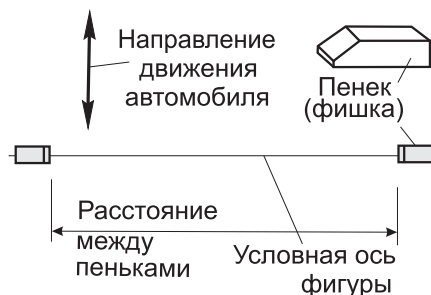 Направление
движения
автомобиля
Пенек
(фишка)
Расстояние
между
пеньками
Условная ось
фигуры